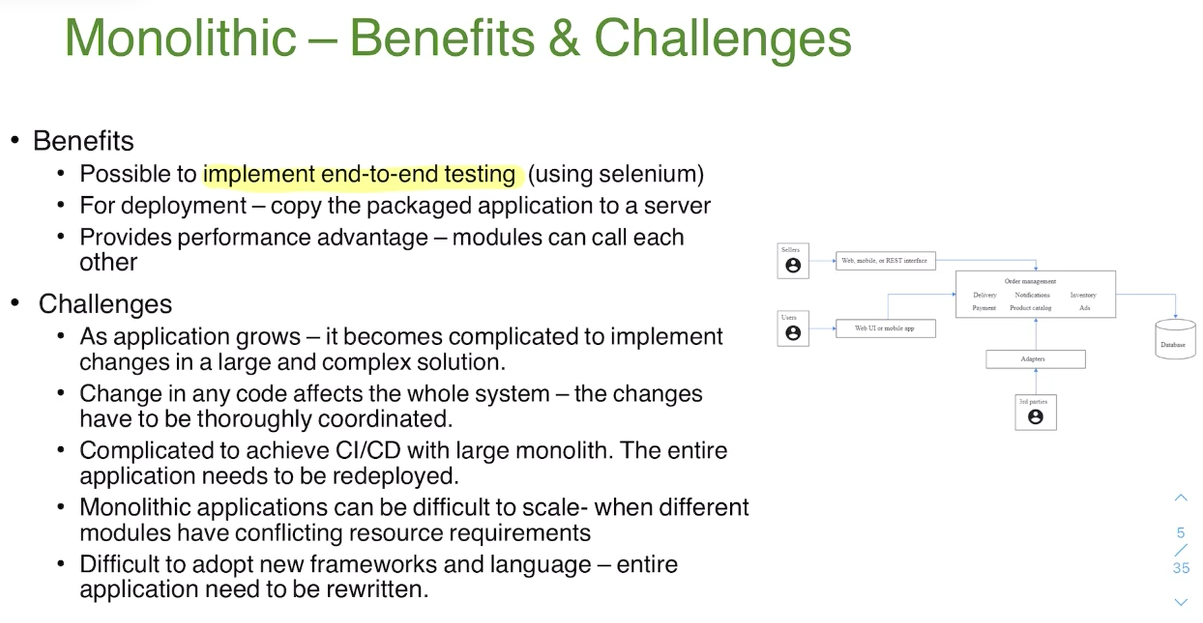 Monolithic – Benefits & Challenges
• Benefits
• Possible to implement end-to-end testing (using selenium)
• For deployment – copy the packaged application to a server
• Provides performance advantage – modules can call each
other
• Challenges
• As application grows – it becomes complicated to implement
changes in a large and complex solution.
• Change in any code affects the whole system – the changes
have to be thoroughly coordinated.
• Complicated to achieve CI/CD with large monolith. The entire
application needs to be redeployed.
• Monolithic applications can be difficult to scale- when different
modules have conflicting resource requirements
• Difficult to adopt new frameworks and language – entire
application need to be rewritten.
Sellers
Web, mobile, or REST interface
Order management
Delivery Notifications Inventory
Payment Product catalog Ads
Users
Web UI or mobile app
Database
Adapters
3rd parties
5
/
35